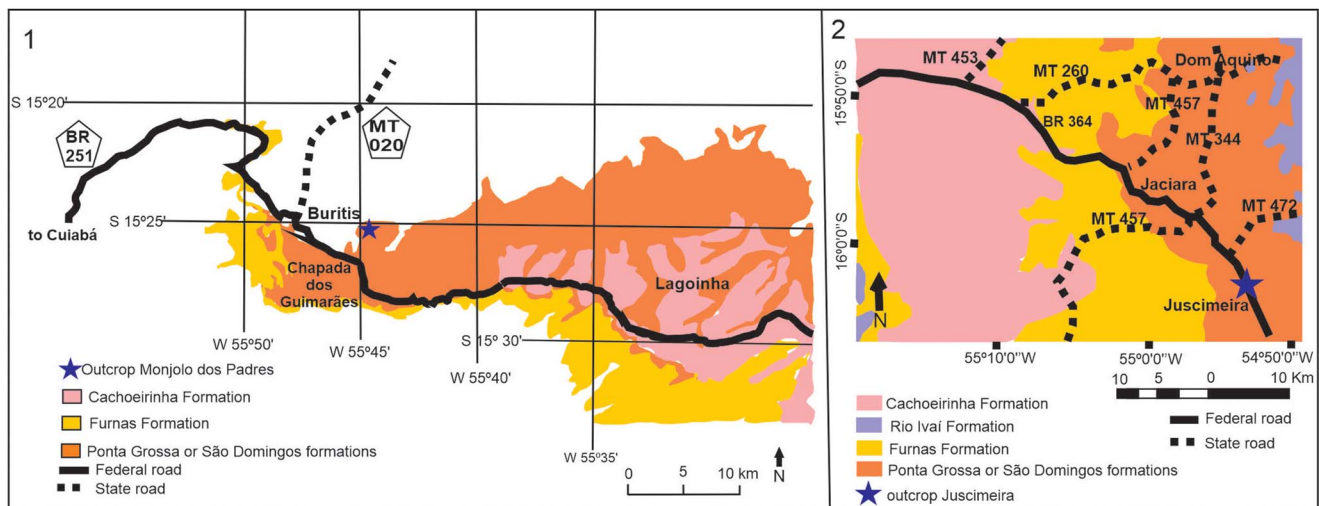 1
S 15º20'
BR
251
MT
020
S 15º25'
Buritis
to Cuiabá
Chapada
dos
Guimarães
Lagoinha
S 15º 30'
W 55º50'
W 55º45'
W 55º40'
W 55º35'
Outcrop Monjolo dos Padres
Cachoeirinha Formation
Furnas Formation
Ponta Grossa or São Domingos formations
Federal road
State road
0 5 10 km
N
2
MT 453
MT 260
Dom Aquino
15º50'0"S
BR 364
MT 457
MT 344
Jaciara
MT 472
MT 457
16º0'0"S
Juscimeira
N
55º10'0"W
55º0'0"W
54º50'0"W
10 5 0 10 Km
Cachoeirinha Formation
Rio Ivaí Formation
Furnas Formation
Ponta Grossa or São Domingos formations
outcrop Juscimeira
Federal road
State road